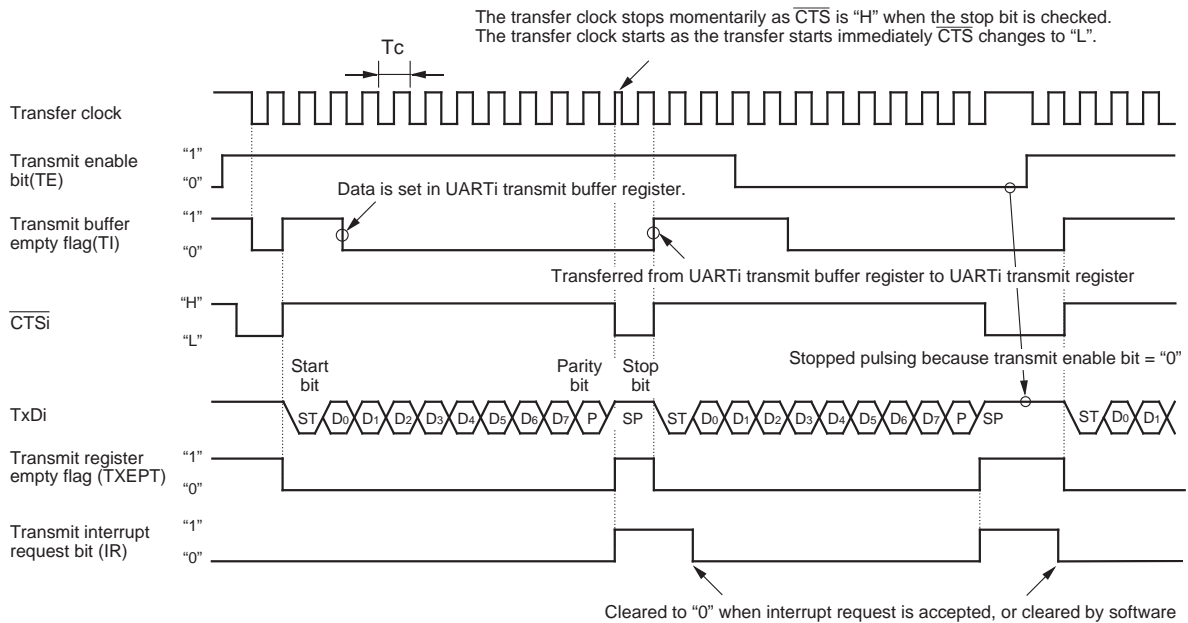 The transfer clock stops momentarily as CTS is “H” when the stop bit is checked.
The transfer clock starts as the transfer starts immediately CTS changes to “L”.
Tc
Transfer clock
Transmit enable
bit(TE)
“1”
“0”
Data is set in UARTi transmit buffer register.
Transmit buffer
empty flag(TI)
“1”
“0”
Transferred from UARTi transmit buffer register to UARTi transmit register
CTSi
“H”
“L”
Stopped pulsing because transmit enable bit = “0”
Start
bit
Parity
bit
Stop
bit
TxDi
ST D0 D1 D2 D3 D4 D5 D6 D7 P SP ST D0 D1 D2 D3 D4 D5 D6 D7 P SP ST D0 D1
Transmit register
empty flag (TXEPT)
“1”
“0”
Transmit interrupt
request bit (IR)
“1”
“0”
Cleared to “0” when interrupt request is accepted, or cleared by software